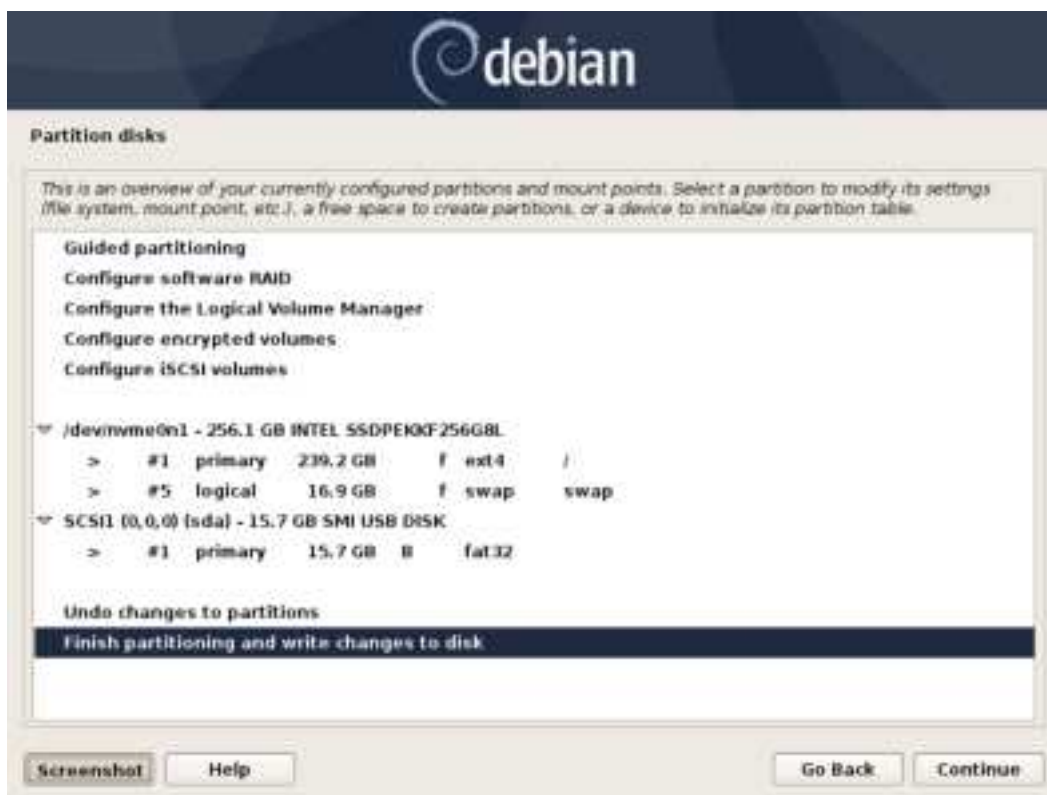 debian
Partition disks
This is an overview of your currently configured partitions and mount points. Select a partition to modify its settings
(file system, mount point, etc.), a free space to create partitions, or a device to initialize its partition table.
Guided partitioning
Configure software RAID
Configure the Logical Volume Manager
Configure encrypted volumes
Configure iSCSI volumes
/dev/nvme0n1 - 256.1 GB INTEL SSDPEKKF256G8L
> #1 primary 239.2 GB f ext4 /
> #5 logical 16.9 GB f swap swap
SCSI1 (0,0,0) (sda) - 15.7 GB SMI USB DISK
> #1 primary 15.7 GB B fat32
Undo changes to partitions
Finish partitioning and write changes to disk
Screenshot Help Go Back Continue